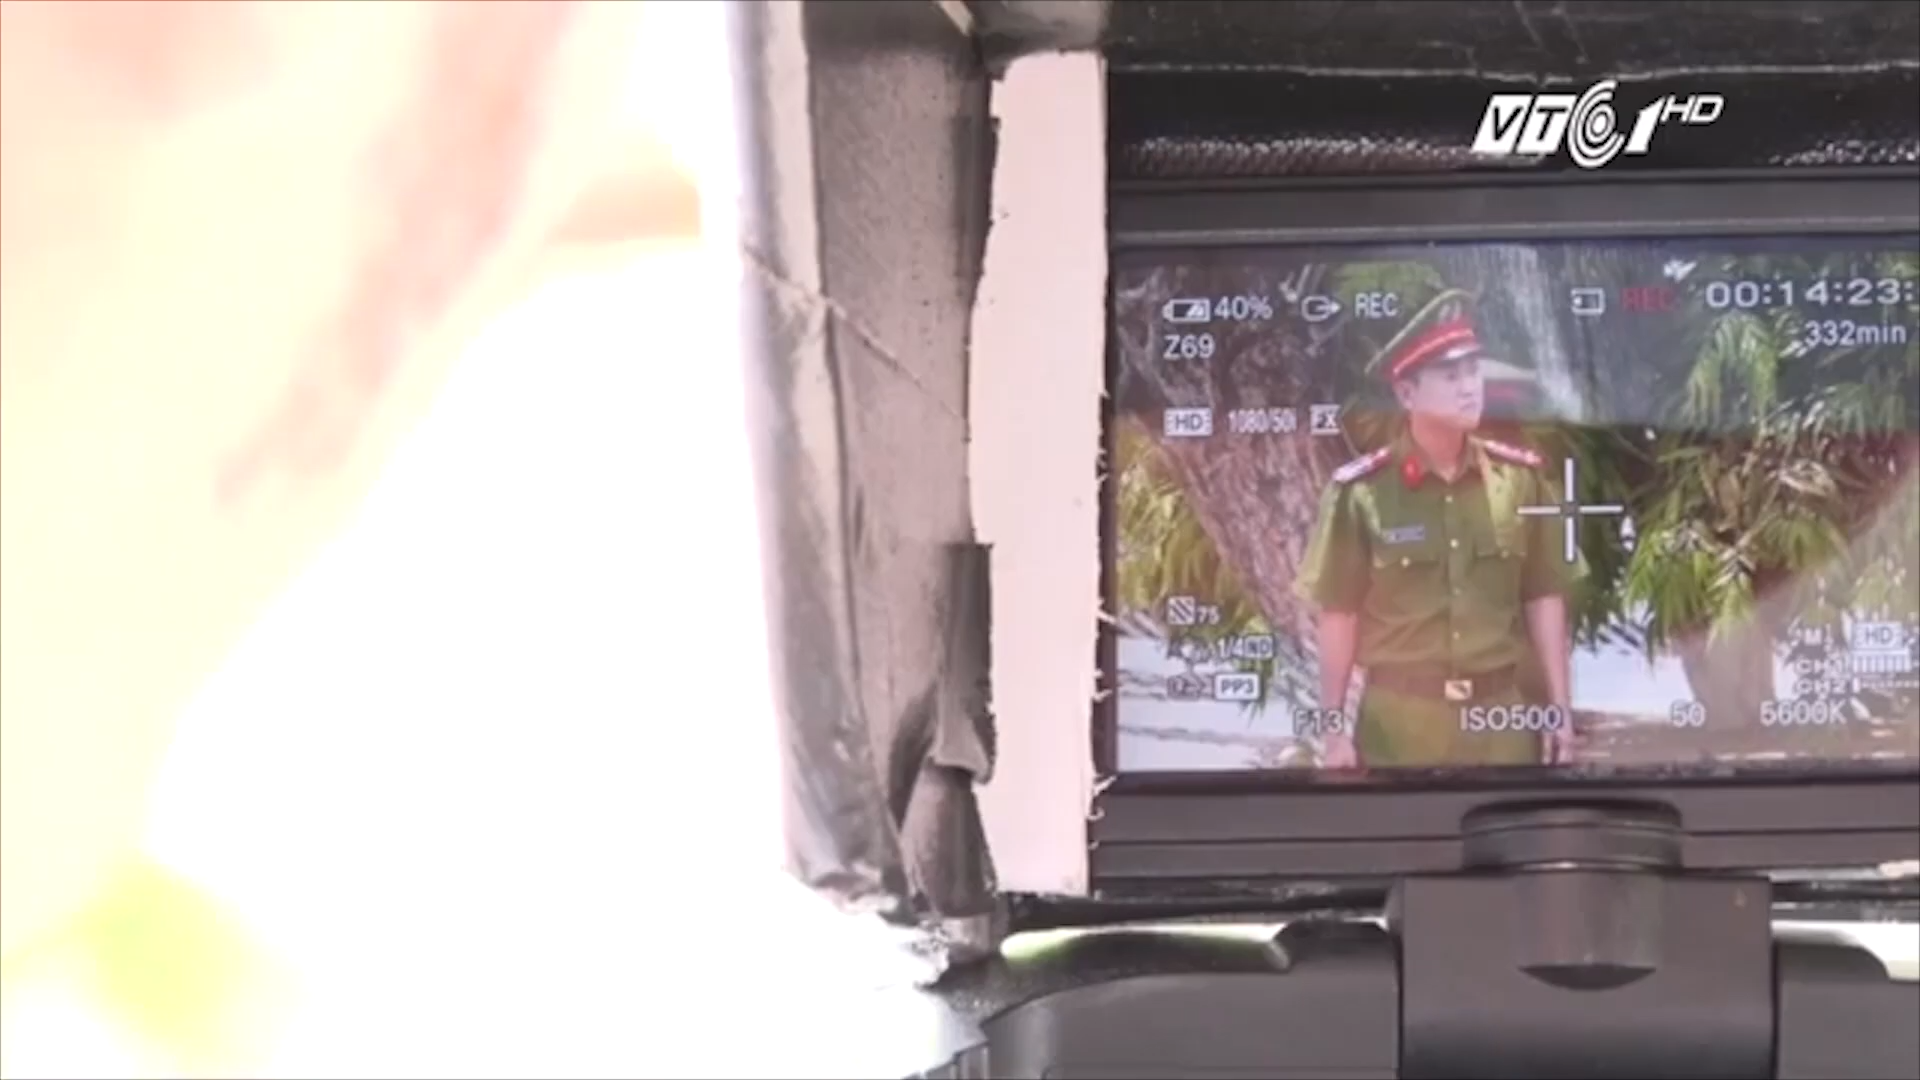 VTC1HD
40% REC REC 00:14:23:
Z69 332min
HD 1080/50i FX
75
1/4ND HD
PP3 CH1
CH2
F13 ISO500 50 5600K